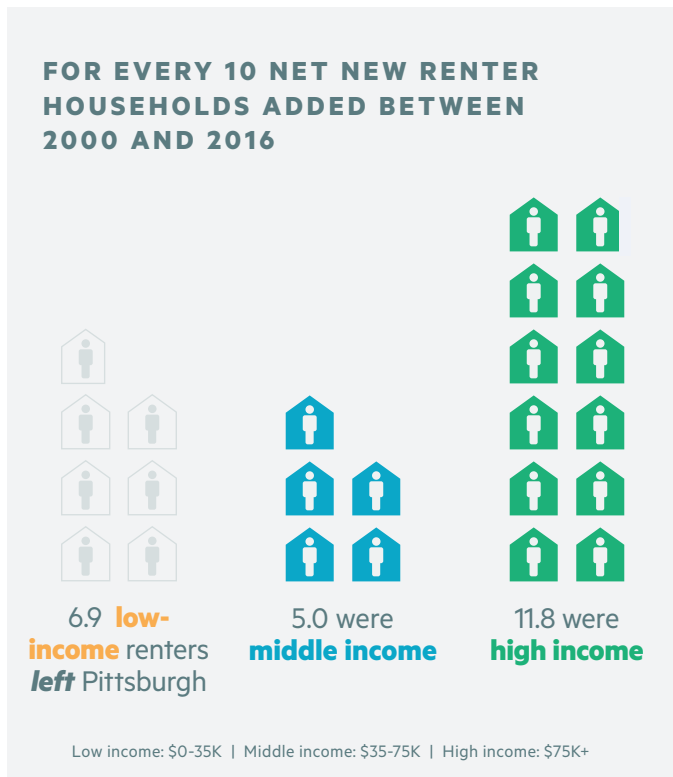 FOR EVERY 10 NET NEW RENTER
HOUSEHOLDS ADDED BETWEEN
2000 AND 2016
6.9 low-
income renters
left Pittsburgh
5.0 were
middle income
11.8 were
high income
Low income: $0-35K | Middle income: $35-75K | High income: $75K+